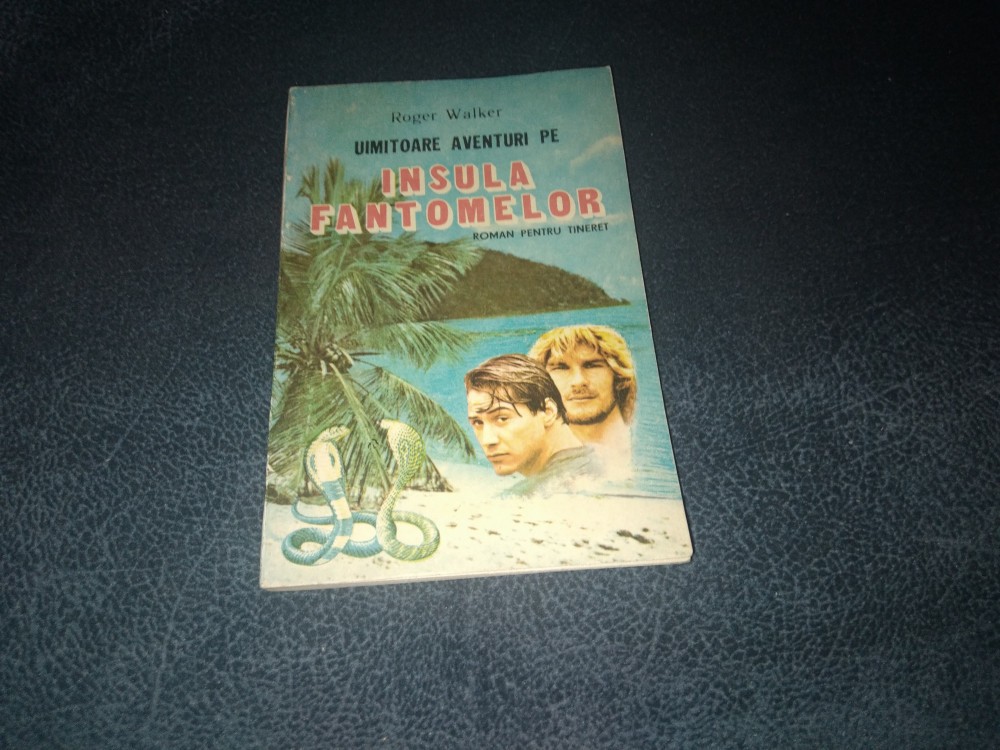 Roger Walker
UIMITOARE AVENTURI PE
INSULA
FANTOMELOR
ROMAN PENTRU TINERET